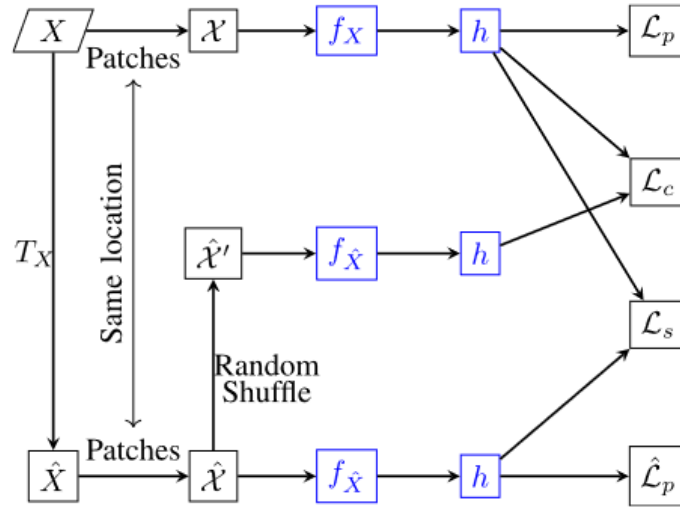 X 𝒳 f_X h ℒ_p
Patches
ℒ_c
T_X Same location 𝒳̂′ f_X̂ h
ℒ_s
Random
Shuffle
Patches
X̂ 𝒳̂ f_X̂ h ℒ̂_p